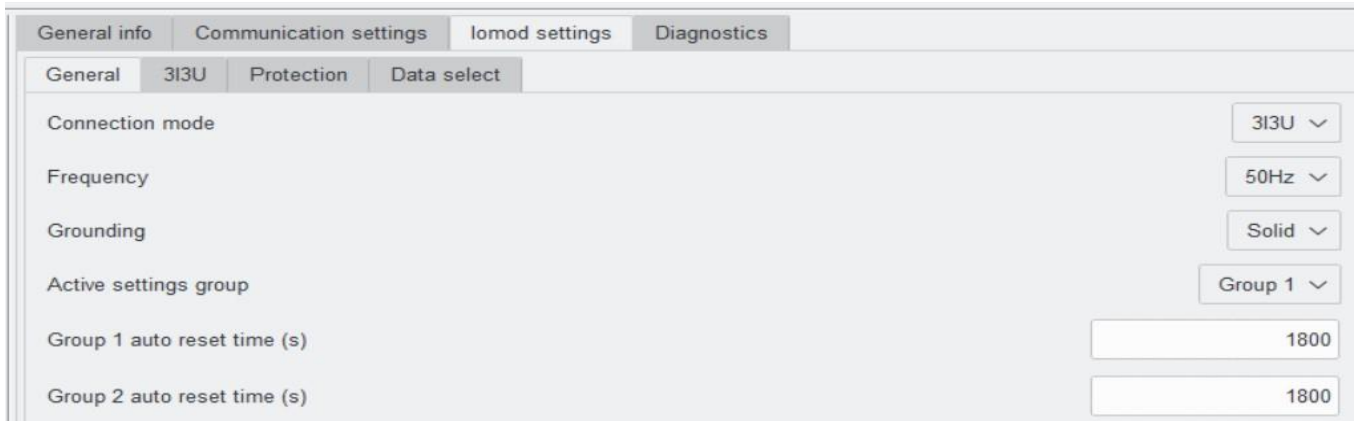 General info Communication settings Iomod settings Diagnostics
General 3I3U Protection Data select
Connection mode 3I3U
Frequency 50Hz
Grounding Solid
Active settings group Group 1
Group 1 auto reset time (s) 1800
Group 2 auto reset time (s) 1800